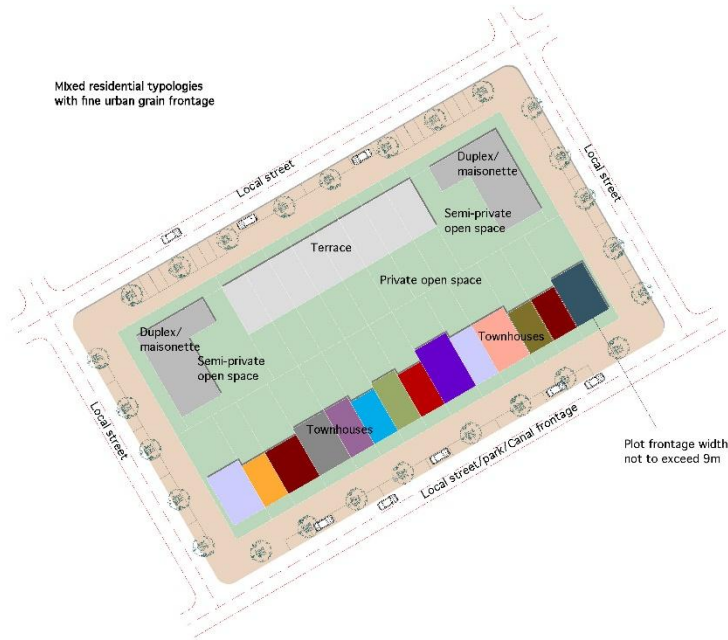 Mixed residential typologies
with fine urban grain frontage
Local street
Duplex/
maisonette
Local street
Semi-private
open space
Terrace
Private open space
Duplex/
maisonette
Semi-private
open space
Townhouses
Local street
Townhouses
Plot frontage width
not to exceed 9m
Local street/park/Canal frontage